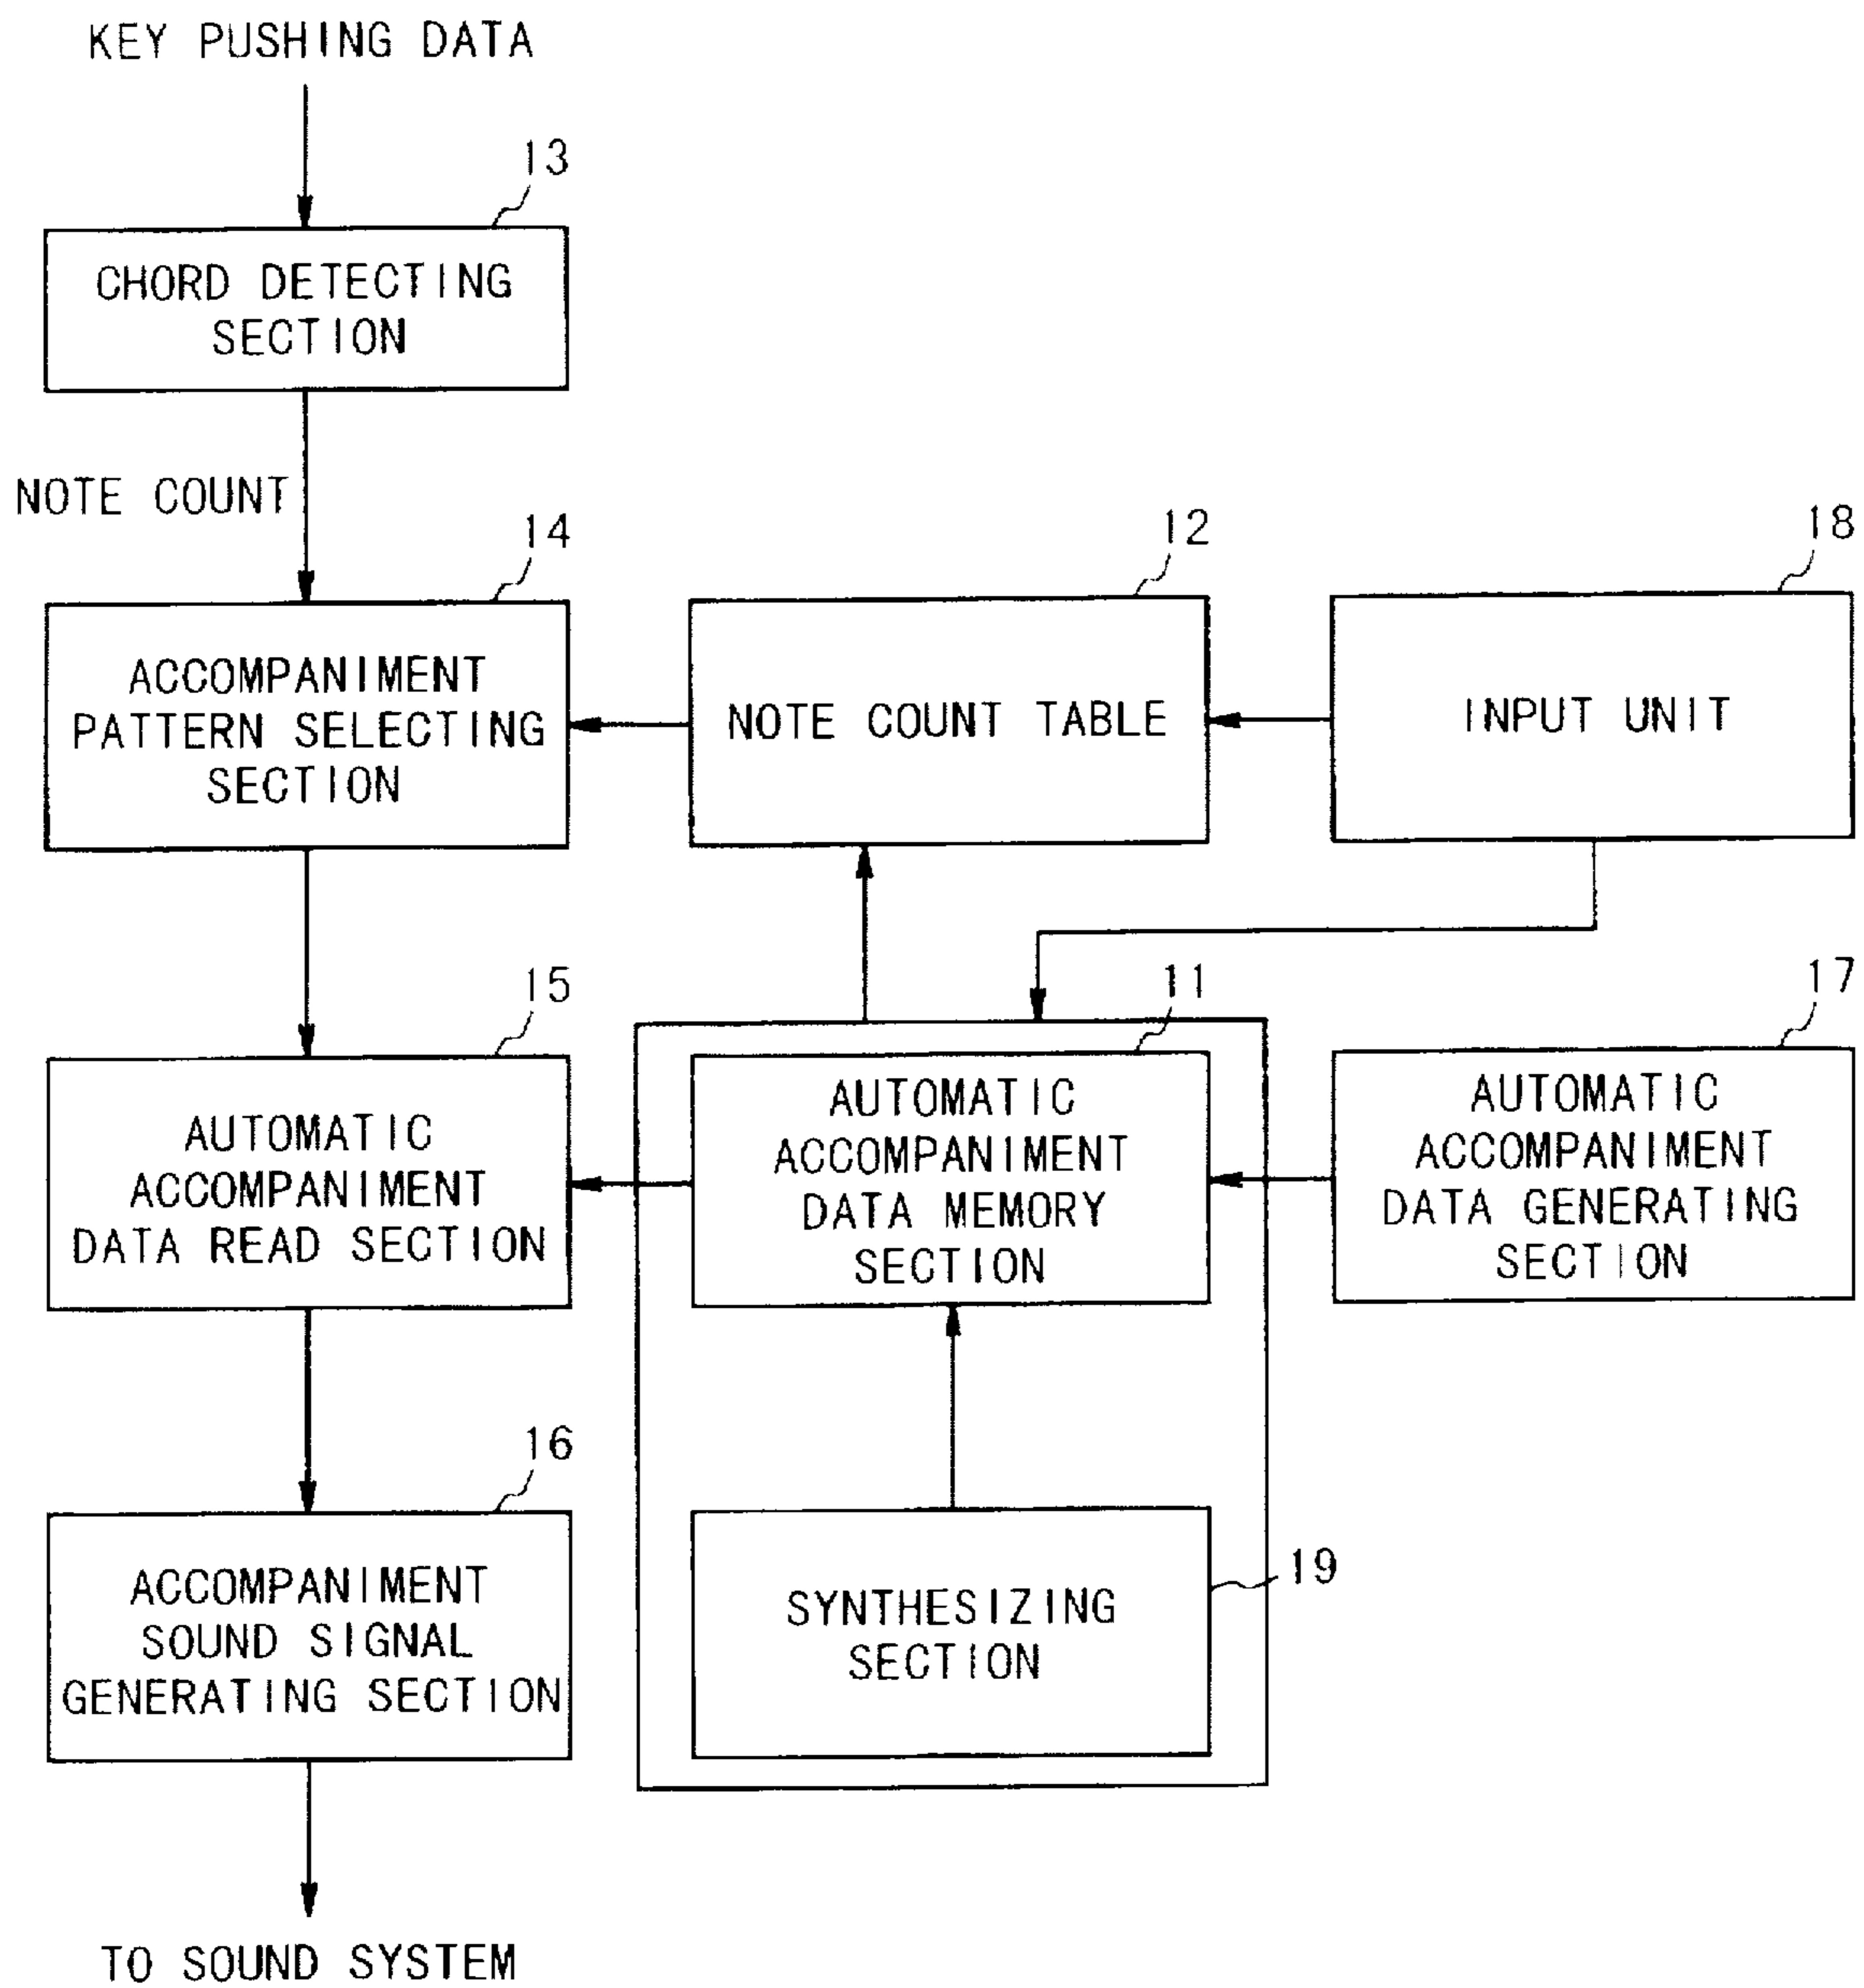 KEY PUSHING DATA
13
CHORD DETECTING
SECTION
NOTE COUNT
14
ACCOMPANIMENT
PATTERN SELECTING
SECTION
12
NOTE COUNT TABLE
18
INPUT UNIT
15
AUTOMATIC
ACCOMPANIMENT
DATA READ SECTION
11
AUTOMATIC
ACCOMPANIMENT
DATA MEMORY
SECTION
17
AUTOMATIC
ACCOMPANIMENT
DATA GENERATING
SECTION
16
ACCOMPANIMENT
SOUND SIGNAL
GENERATING SECTION
SYNTHESIZING
SECTION
19
TO SOUND SYSTEM